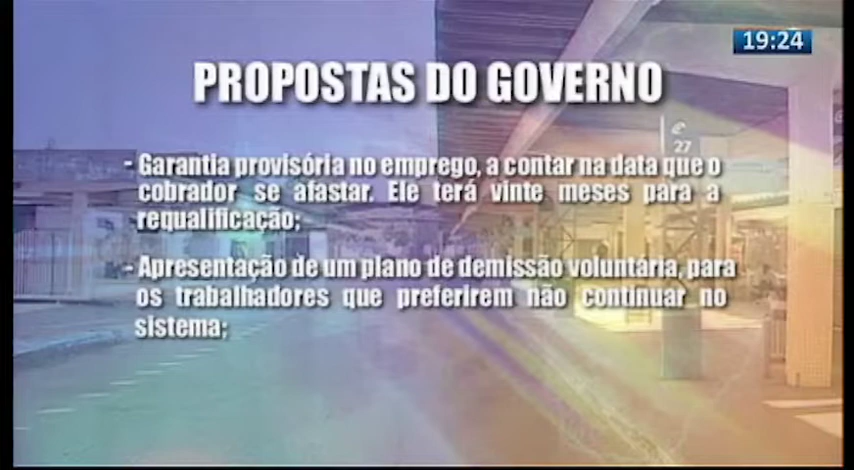 19:24
PROPOSTAS DO GOVERNO
27
- Garantia provisória no emprego, a contar na data que o
cobrador se afastar. Ele terá vinte meses para a
requalificação;
- Apresentação de um plano de demissão voluntária, para
os trabalhadores que preferirem não continuar no
sistema;